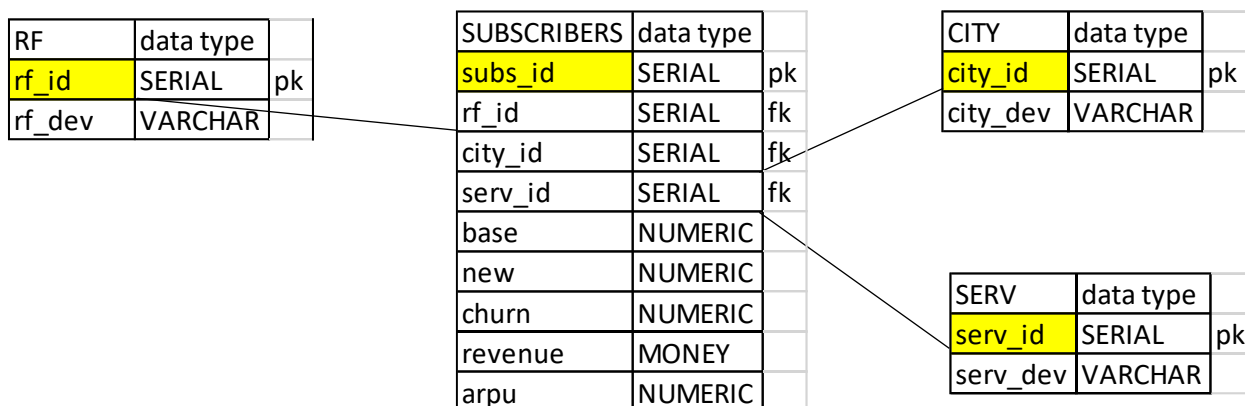 RF data type
rf_id SERIAL pk
rf_dev VARCHAR
SUBSCRIBERS data type
subs_id SERIAL pk
rf_id SERIAL fk
city_id SERIAL fk
serv_id SERIAL fk
base NUMERIC
new NUMERIC
churn NUMERIC
revenue MONEY
arpu NUMERIC
CITY data type
city_id SERIAL pk
city_dev VARCHAR
SERV data type
serv_id SERIAL pk
serv_dev VARCHAR